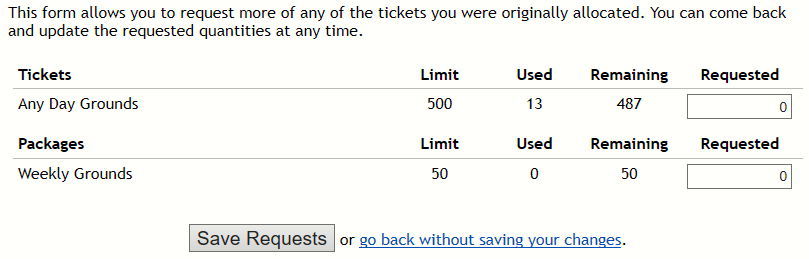 This form allows you to request more of any of the tickets you were originally allocated. You can come back
and update the requested quantities at any time.
Tickets Limit Used Remaining Requested
Any Day Grounds 500 13 487 0
Packages Limit Used Remaining Requested
Weekly Grounds 50 0 50 0
Save Requests or go back without saving your changes.